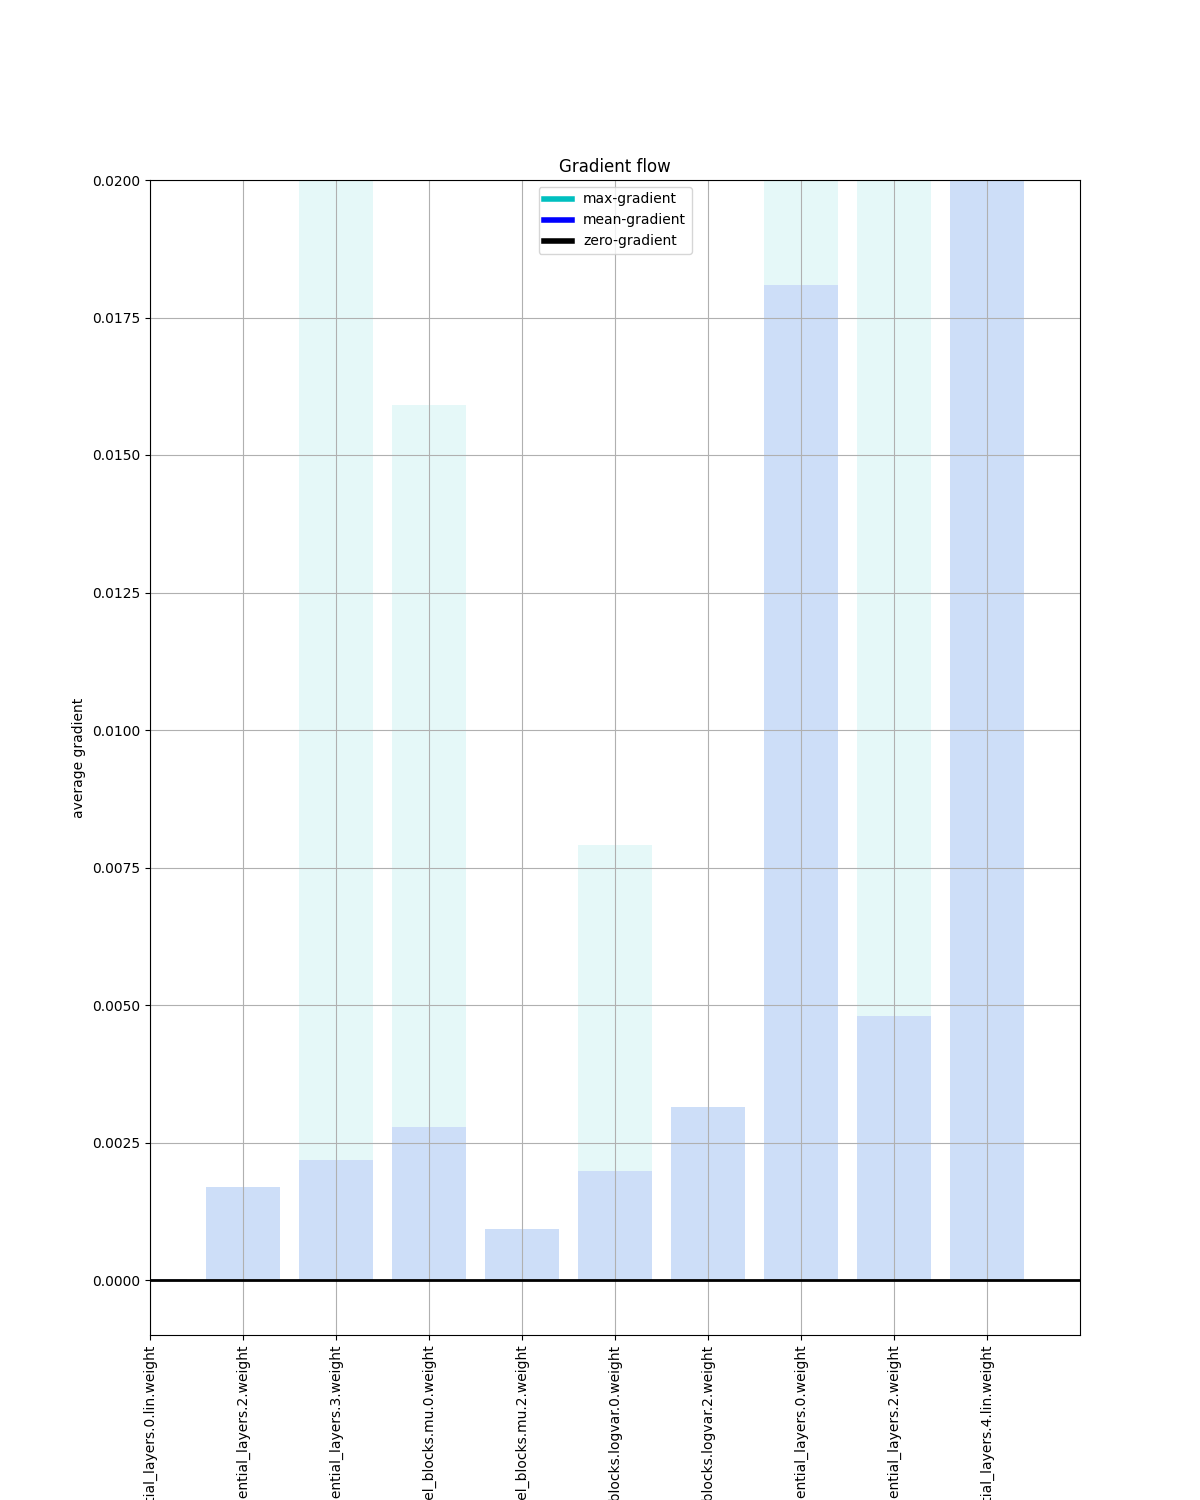 Gradient flow
max-gradient
mean-gradient
zero-gradient
0.0200
0.0175
0.0150
0.0125
0.0100
0.0075
0.0050
0.0025
0.0000
average gradient
tial_layers.0.lin.weight
ential_layers.2.weight
ential_layers.3.weight
el_blocks.mu.0.weight
el_blocks.mu.2.weight
blocks.logvar.0.weight
blocks.logvar.2.weight
ential_layers.0.weight
ential_layers.2.weight
tial_layers.4.lin.weight